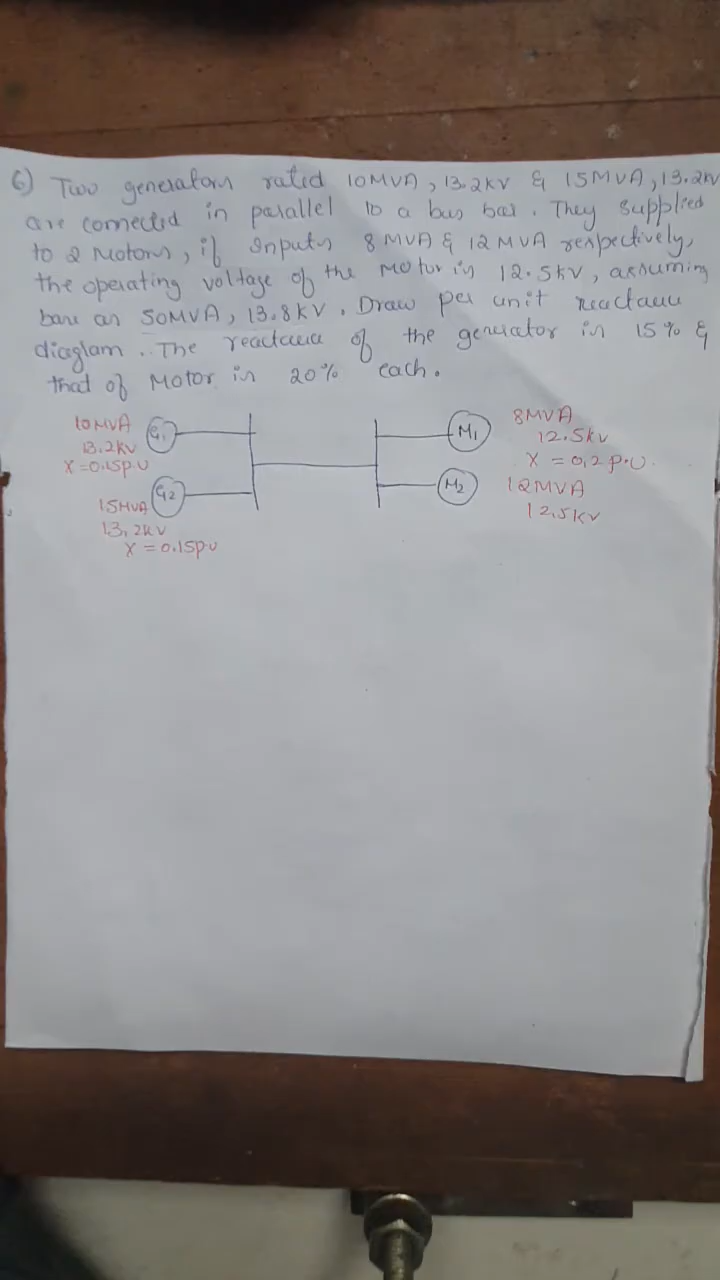 6) Two generators rated 10MVA, 13.2KV & 15MVA, 13.2KV
are connected in parallel to a bus bar. They supplied
to 2 Motors, if Inputs 8 MVA & 12 MVA respectively,
the operating voltage of the Motor is 12.5KV, assuming
base as 50MVA, 13.8KV. Draw per unit reactance
diaglam. The reactance of the generator is 15% &
that of Motor is 20% each.
10MVA
13.2KV
X=0.15p.u
G1
15MVA
13.2KV
X=0.15p.u
G2
M1
8MVA
12.5KV
X = 0.2 P.U.
M2
12MVA
12.5KV